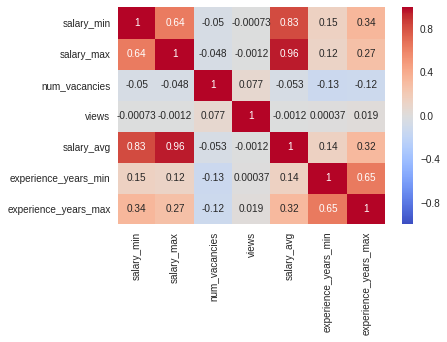 salary_min 1 0.64 -0.05 -0.00073 0.83 0.15 0.34
salary_max 0.64 1 -0.048 -0.0012 0.96 0.12 0.27
num_vacancies -0.05 -0.048 1 0.077 -0.053 -0.13 -0.12
views -0.00073 -0.0012 0.077 1 -0.0012 0.00037 0.019
salary_avg 0.83 0.96 -0.053 -0.0012 1 0.14 0.32
experience_years_min 0.15 0.12 -0.13 0.00037 0.14 1 0.65
experience_years_max 0.34 0.27 -0.12 0.019 0.32 0.65 1
salary_min
salary_max
num_vacancies
views
salary_avg
experience_years_min
experience_years_max
0.8
0.4
0.0
−0.4
−0.8